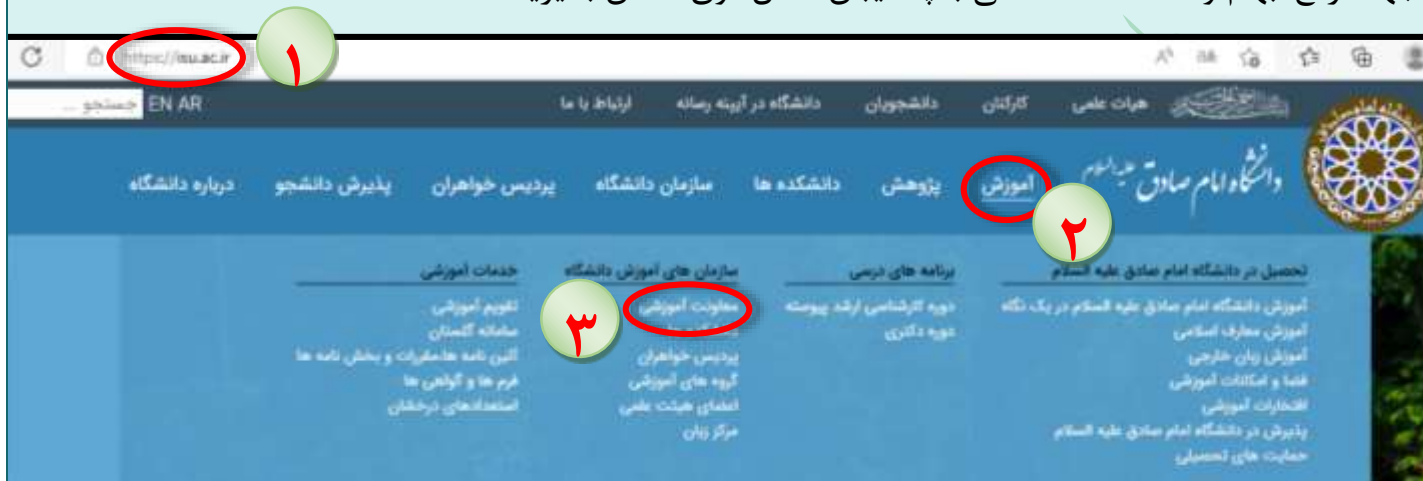 https://isu.ac.ir
۱
هیات علمی کارکنان دانشجویان دانشگاه در آیینه رسانه ارتباط با ما EN AR جستجو ...
دانشگاه امام صادق علیه السلام
آموزش پژوهش دانشکده ها سازمان دانشگاه پردیس خواهران پذیرش دانشجو درباره دانشگاه
۲
تحصیل در دانشگاه امام صادق علیه السلام
آموزش دانشگاه امام صادق علیه السلام در یک نگاه
آموزش معارف اسلامی
آموزش زبان خارجی
فضا و امکانات آموزشی
افتخارات آموزشی
پذیرش در دانشگاه امام صادق علیه السلام
حمایت های تحصیلی
برنامه های درسی
دوره کارشناسی ارشد پیوسته
دوره دکتری
سازمان های آموزش دانشگاه
معاونت آموزشی
۳
پردیس خواهران
گروه های آموزشی
اعضای هیئت علمی
مرکز زبان
خدمات آموزشی
تقویم آموزشی
سامانه گلستان
آئین نامه ها،مقررات و بخش نامه ها
فرم ها و گواهی ها
استعدادهای درخشان